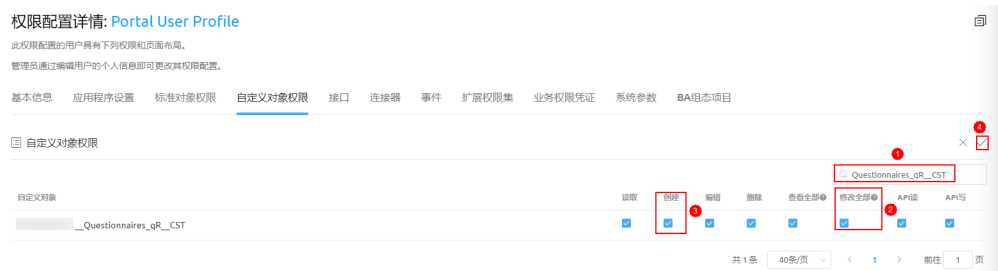 权限配置详情: Portal User Profile
此权限配置的用户具有下列权限和页面布局。
管理员通过编辑用户的个人信息即可更改其权限配置。
基本信息 应用程序设置 标准对象权限 自定义对象权限 接口 连接器 事件 扩展权限集 业务权限凭证 系统参数 BA组态项目
4
自定义对象权限
1
Questionnaires_qR__CST
自定义对象 读取 创建 编辑 删除 查看全部 修改全部 API读 API写
3 2
__Questionnaires_qR__CST
共 1 条 40条/页 1 前往 1 页